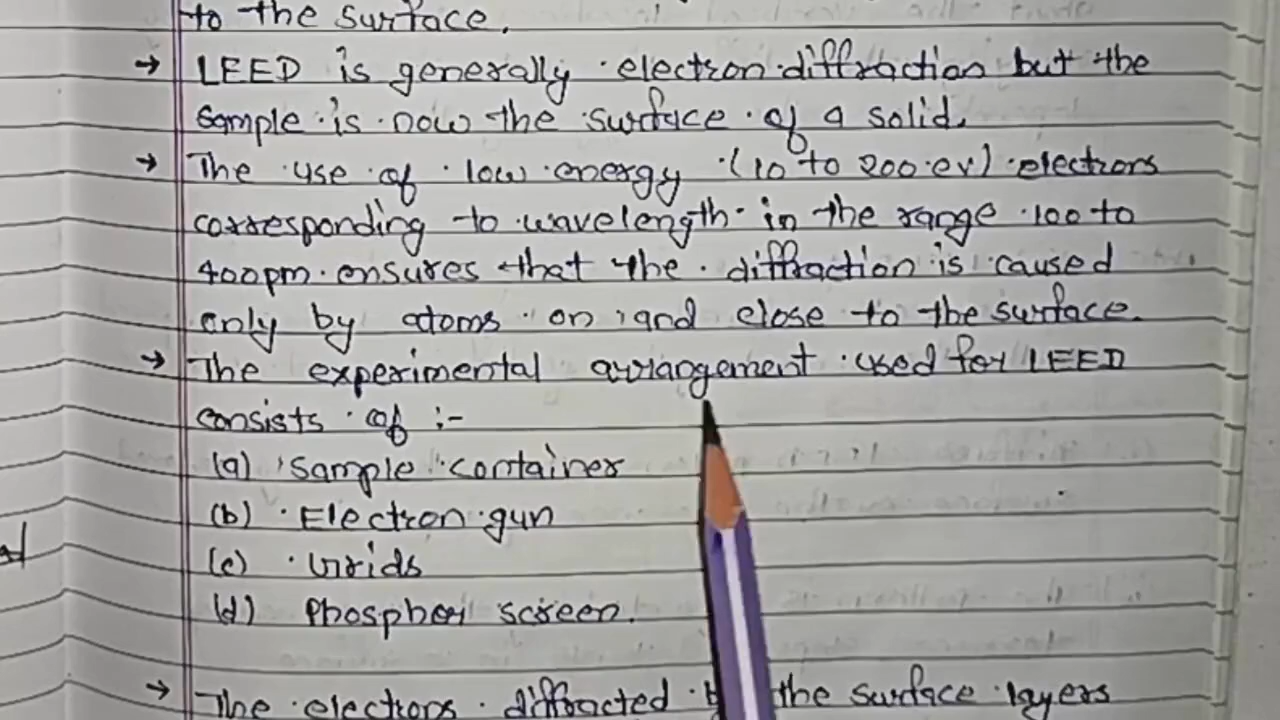 to the surface.
→ LEED is generally electron diffraction but the
sample is now the surface of a solid.
→ The use of low energy (10 to 200 ev) electrons
corresponding to wavelength in the range 100 to
400pm ensures that the diffraction is caused
only by atoms on and close to the surface.
→ The experimental arrangement used for LEED
consists of :-
(a) Sample container
(b) Electron gun
(c) Grids
(d) Phosphor screen.
→ The electrons diffracted the surface layers